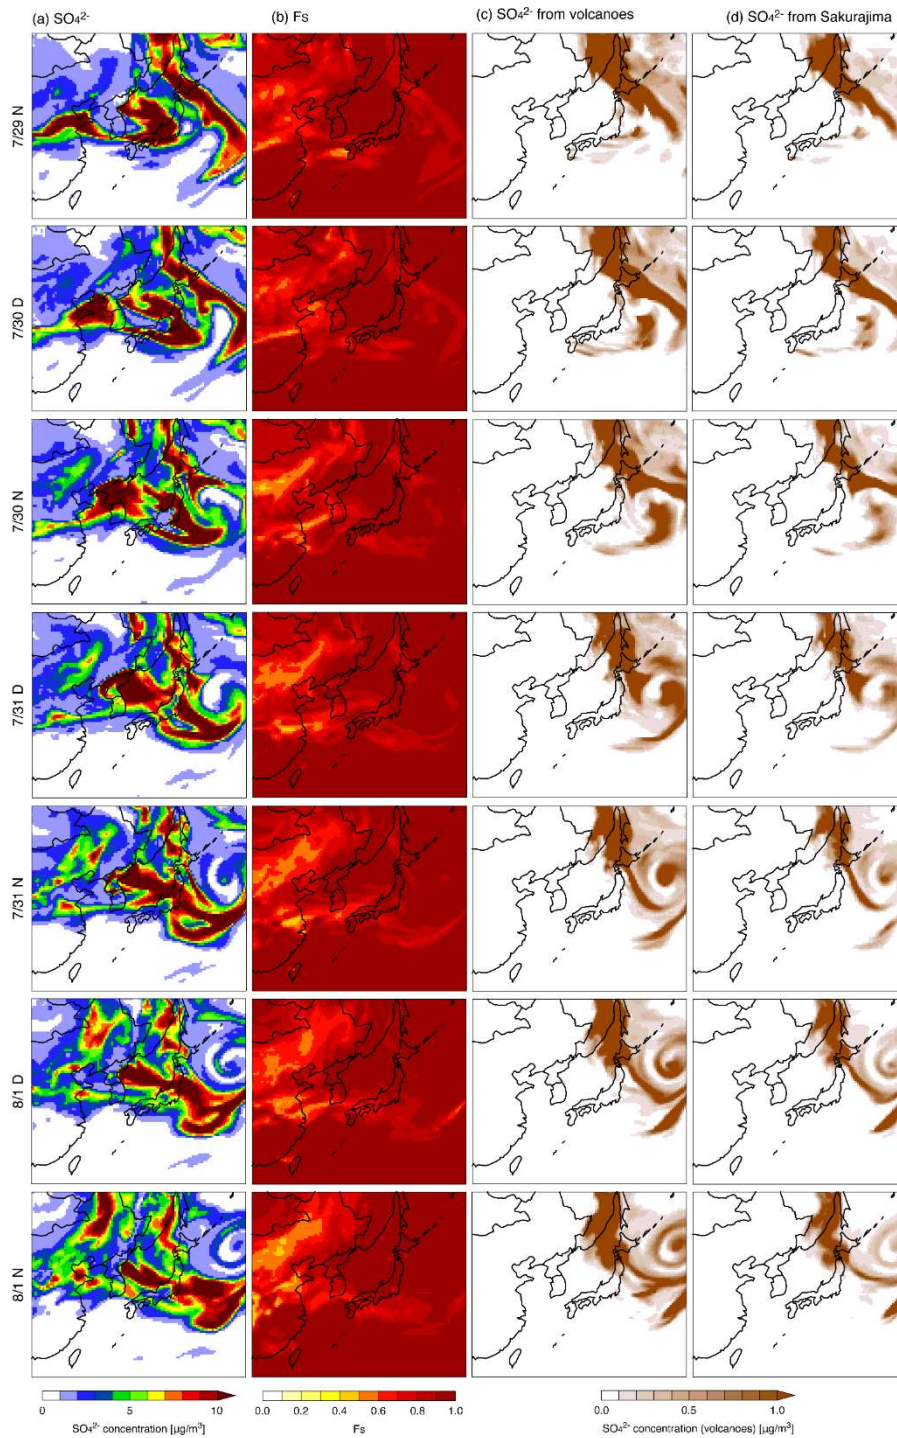 (a) SO₄²⁻ (b) Fs (c) SO₄²⁻ from volcanoes (d) SO₄²⁻ from Sakurajima
7/29 N
7/30 D
7/30 N
7/31 D
7/31 N
8/1 D
8/1 N
0 5 10 0.0 0.2 0.4 0.6 0.8 1.0 0.0 0.5 1.0
SO₄²⁻ concentration [μg/m³] Fs SO₄²⁻ concentration (volcanoes) [μg/m³]